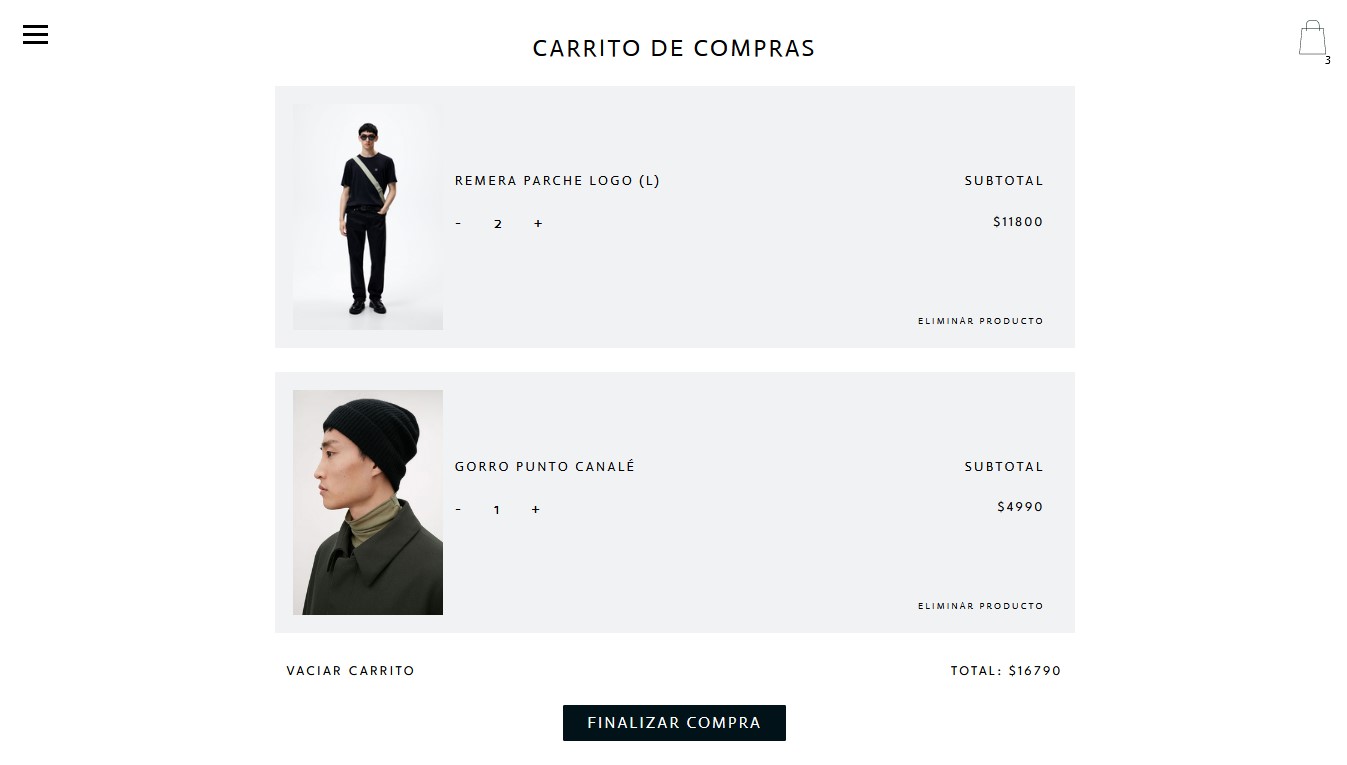 CARRITO DE COMPRAS
3
REMERA PARCHE LOGO (L)
SUBTOTAL
- 2 +
$11800
ELIMINAR PRODUCTO
GORRO PUNTO CANALÉ
SUBTOTAL
- 1 +
$4990
ELIMINAR PRODUCTO
VACIAR CARRITO
TOTAL: $16790
FINALIZAR COMPRA